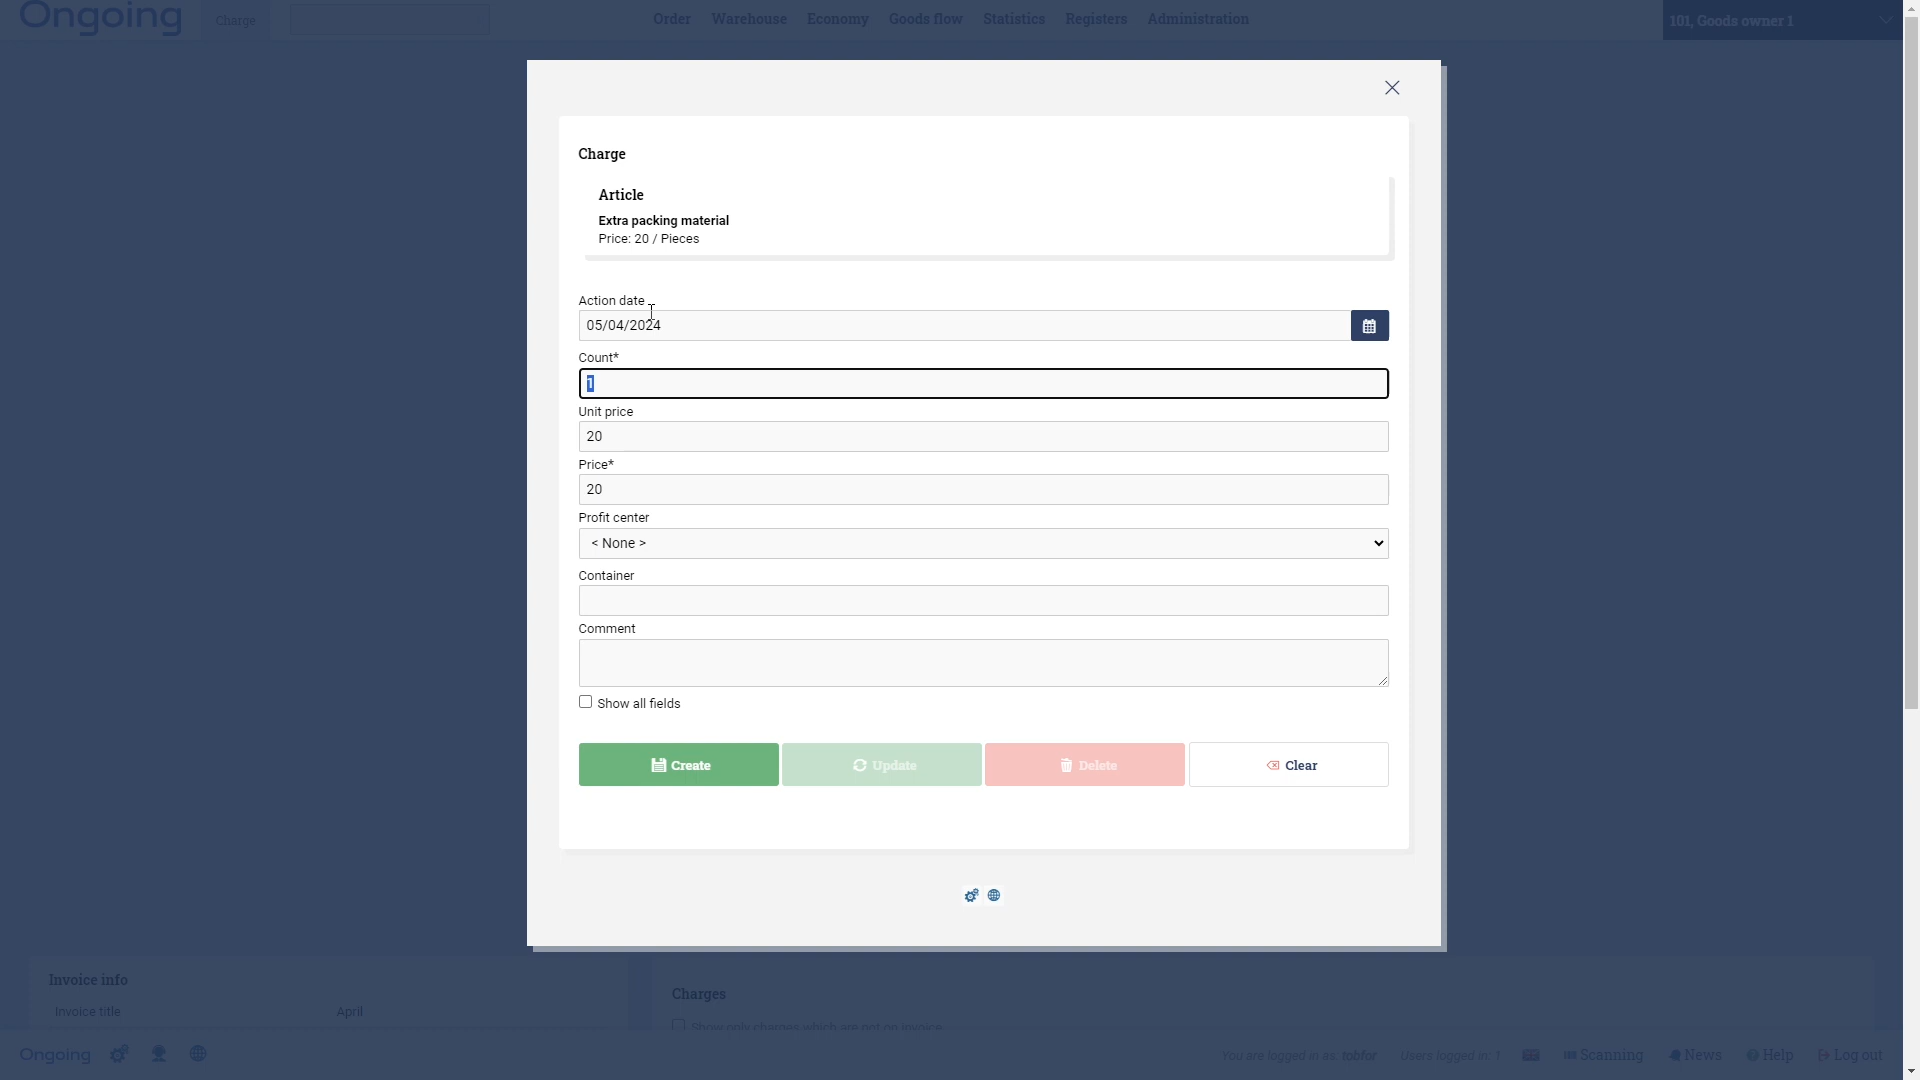 Ongoing Charge Order Warehouse Economy Goods flow Statistics Registers Administration 101, Goods owner 1
Charge
Article
Extra packing material
Price: 20 / Pieces
Action date
05/04/2024
Count*
1
Unit price
20
Price*
20
Profit center
< None >
Container
Comment
Show all fields
Create Update Delete Clear
Invoice info
Charges
Invoice title April
Show only charges which are not on invoice
Ongoing You are logged in as: tobfor Users logged in: 1 Scanning News Help Log out